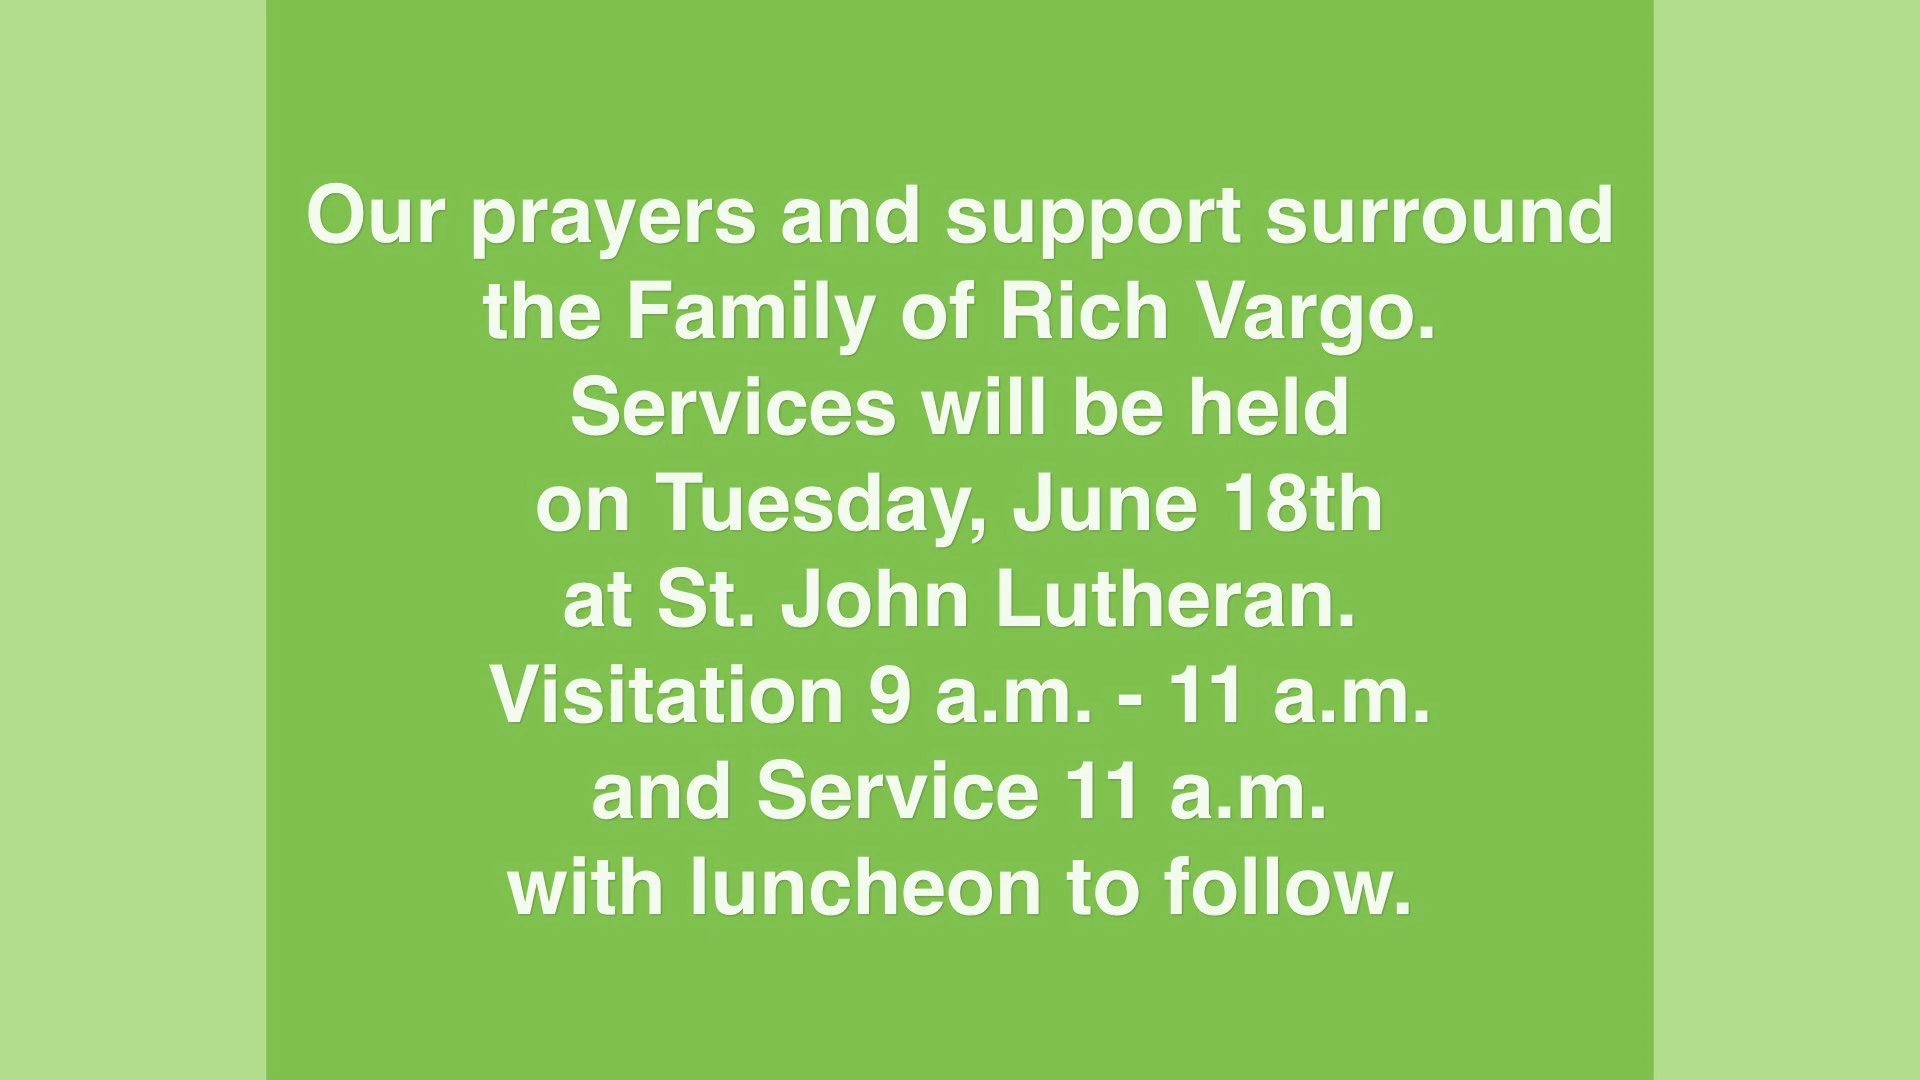 Our prayers and support surround
the Family of Rich Vargo.
Services will be held
on Tuesday, June 18th
at St. John Lutheran.
Visitation 9 a.m. - 11 a.m.
and Service 11 a.m.
with luncheon to follow.